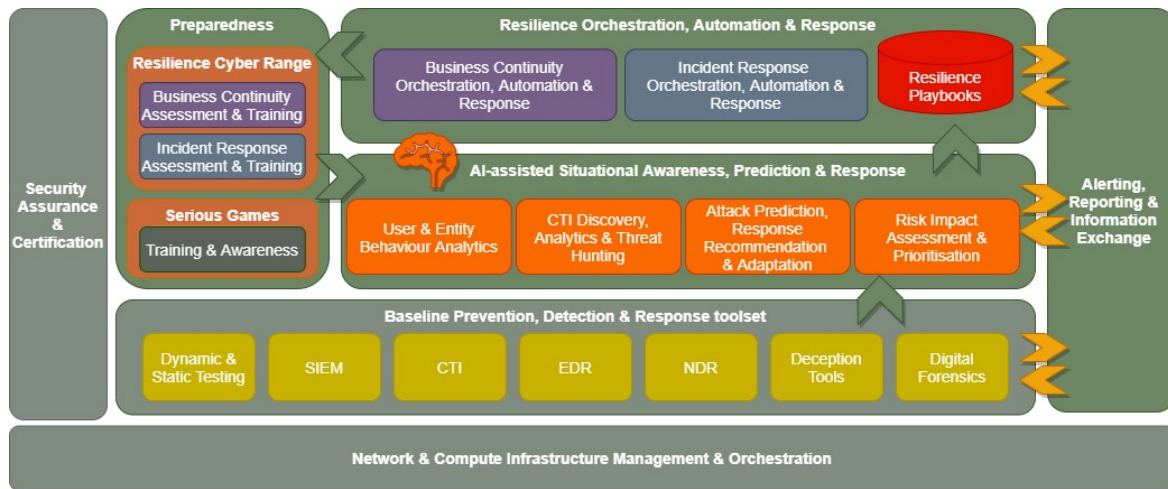 Preparedness
Resilience Cyber Range
Business Continuity
Assessment & Training
Incident Response
Assessment & Training
Serious Games
Training & Awareness
Resilience Orchestration, Automation & Response
Business Continuity
Orchestration, Automation &
Response
Incident Response
Orchestration, Automation &
Response
Resilience
Playbooks
AI-assisted Situational Awareness, Prediction & Response
User & Entity
Behaviour Analytics
CTI Discovery,
Analytics & Threat
Hunting
Attack Prediction,
Response
Recommendation
& Adaptation
Risk Impact
Assessment &
Prioritisation
Security
Assurance
&
Certification
Alerting,
Reporting &
Information
Exchange
Baseline Prevention, Detection & Response toolset
Dynamic &
Static Testing
SIEM
CTI
EDR
NDR
Deception
Tools
Digital
Forensics
Network & Compute Infrastructure Management & Orchestration